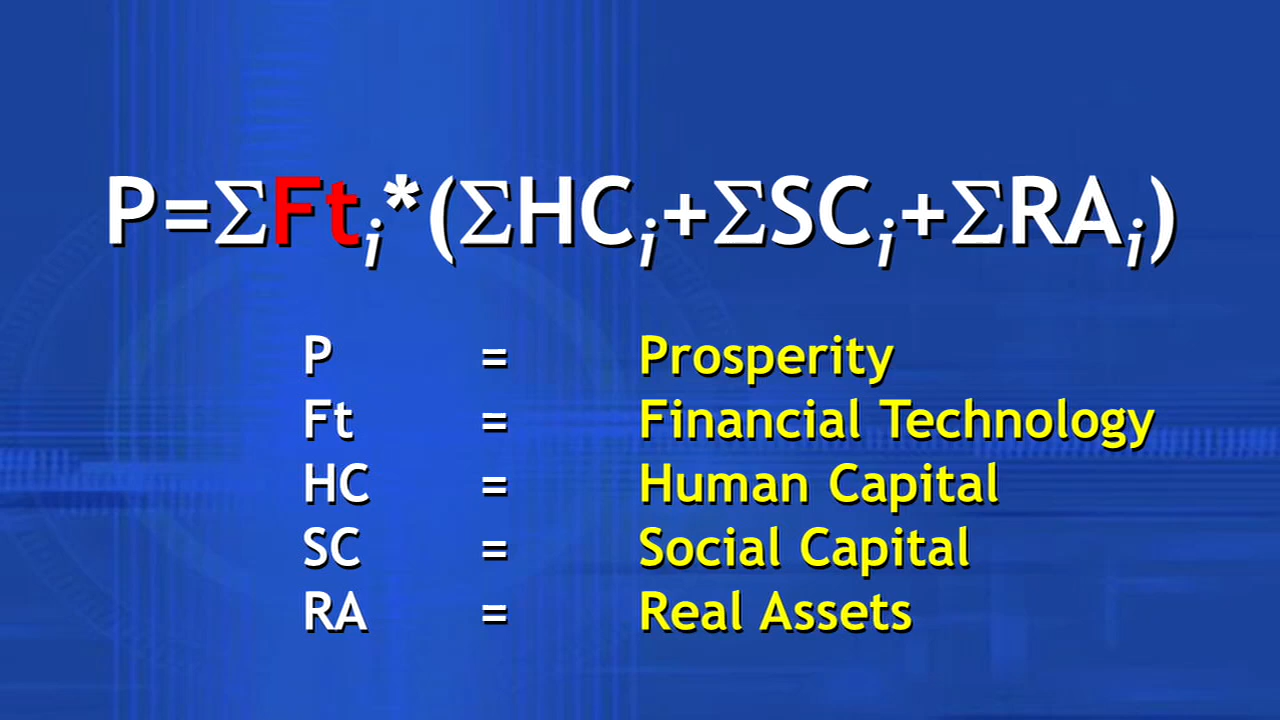 P=ΣFtᵢ*(ΣHCᵢ+ΣSCᵢ+ΣRAᵢ)
P = Prosperity
Ft = Financial Technology
HC = Human Capital
SC = Social Capital
RA = Real Assets